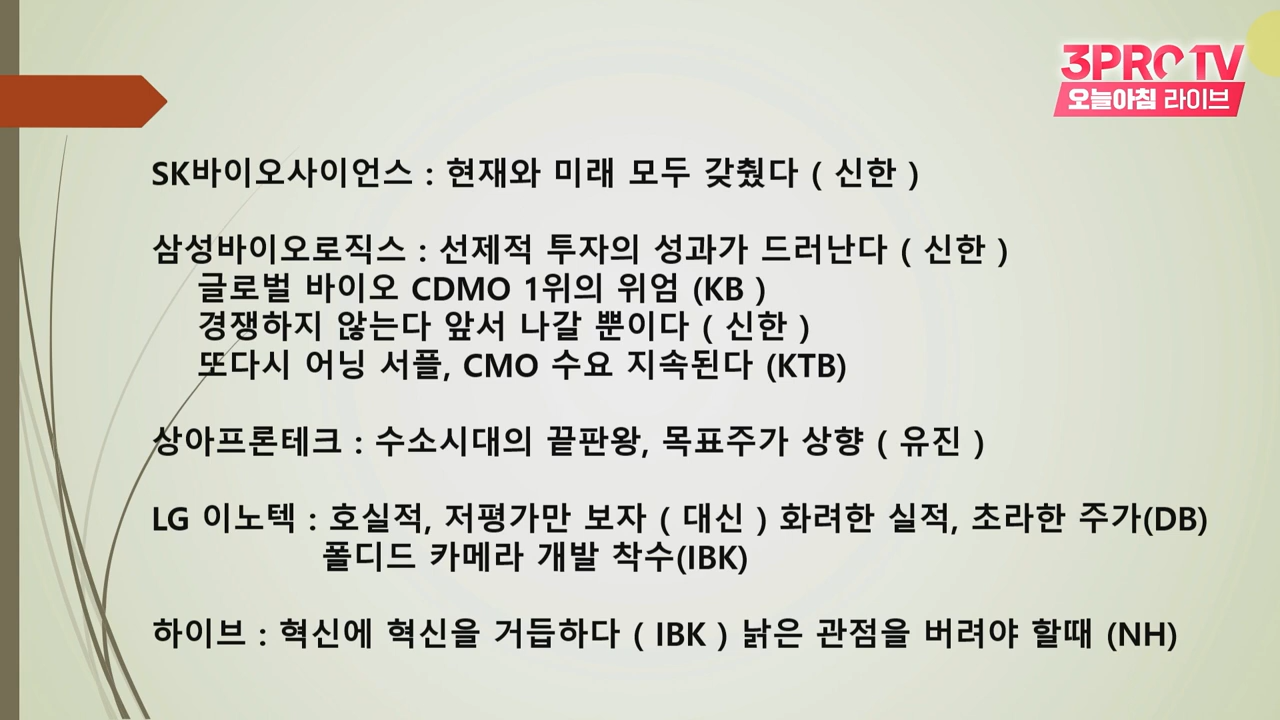 3PRO TV
오늘아침 라이브
SK바이오사이언스 : 현재와 미래 모두 갖췄다 ( 신한 )
삼성바이오로직스 : 선제적 투자의 성과가 드러난다 ( 신한 )
글로벌 바이오 CDMO 1위의 위엄 (KB )
경쟁하지 않는다 앞서 나갈 뿐이다 ( 신한 )
또다시 어닝 서플, CMO 수요 지속된다 (KTB)
상아프론테크 : 수소시대의 끝판왕, 목표주가 상향 ( 유진 )
LG 이노텍 : 호실적, 저평가만 보자 ( 대신 ) 화려한 실적, 초라한 주가(DB)
폴디드 카메라 개발 착수(IBK)
하이브 : 혁신에 혁신을 거듭하다 ( IBK ) 낡은 관점을 버려야 할때 (NH)